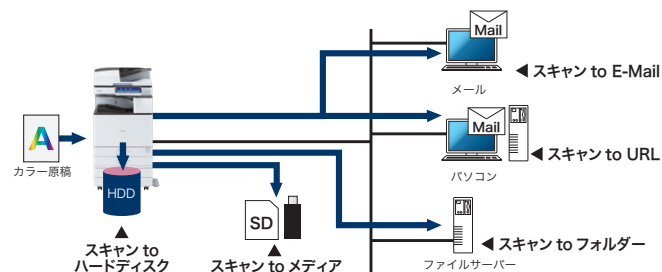 Mail
◀ スキャン to E-Mail
メール
A
カラー原稿
Mail
◀ スキャン to URL
パソコン
HDD
▲
スキャン to
ハードディスク
SD
▲
スキャン to メディア
◀ スキャン to フォルダー
ファイルサーバー